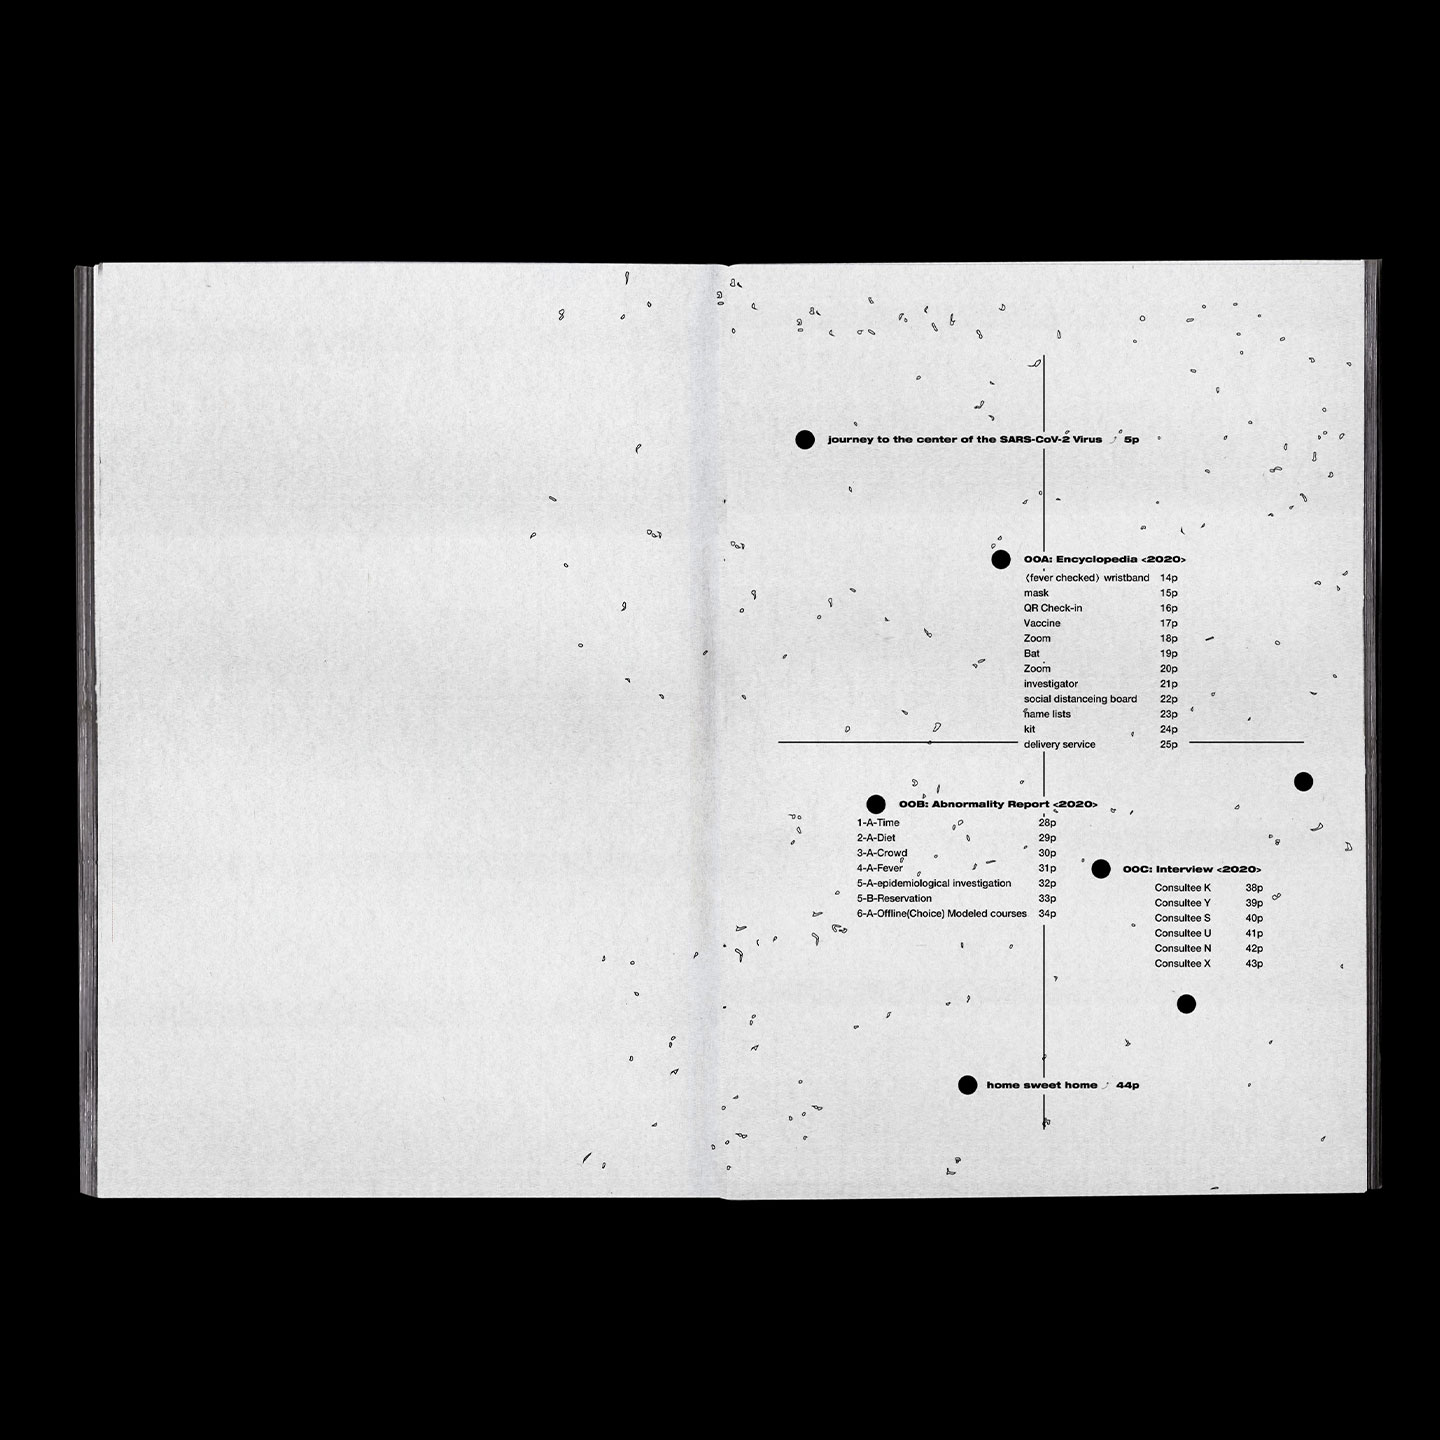 journey to the center of the SARS-CoV-2 Virus ⤴ 5p
OOA: Encyclopedia <2020>
(fever checked) wristband 14p
mask 15p
QR Check-in 16p
Vaccine 17p
Zoom 18p
Bat 19p
Zoom 20p
investigator 21p
social distanceing board 22p
name lists 23p
kit 24p
delivery service 25p
OOB: Abnormality Report <2020>
1-A-Time 28p
2-A-Diet 29p
3-A-Crowd 30p
4-A-Fever 31p
5-A-epidemiological investigation 32p
5-B-Reservation 33p
6-A-Offline(Choice) Modeled courses 34p
OOC: Interview <2020>
Consultee K 38p
Consultee Y 39p
Consultee S 40p
Consultee U 41p
Consultee N 42p
Consultee X 43p
home sweet home ⤴ 44p